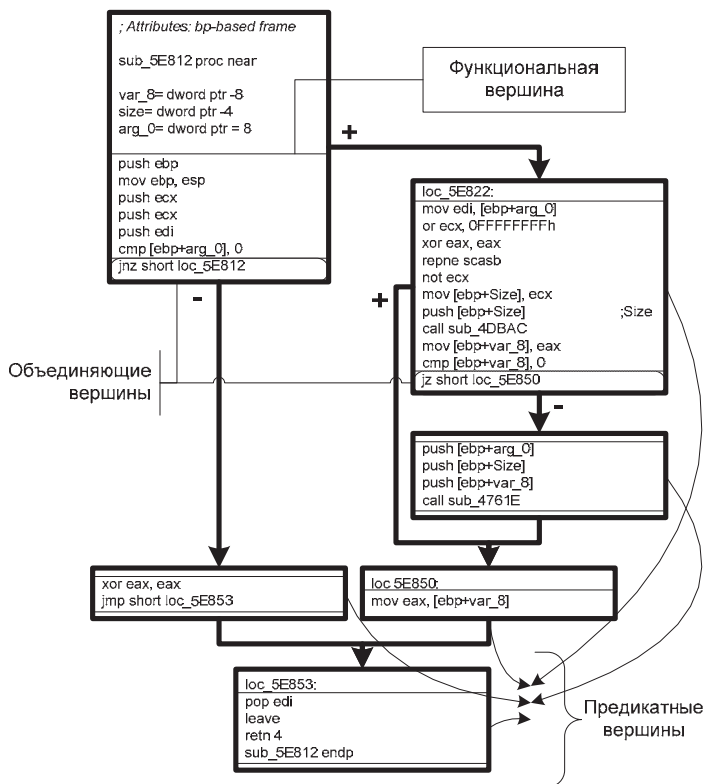 ; Attributes: bp-based frame
sub_5E812 proc near
var_8= dword ptr -8
size= dword ptr -4
arg_0= dword ptr = 8
push ebp
mov ebp, esp
push ecx
push ecx
push edi
cmp [ebp+arg_0], 0
jnz short loc_5E812
Функциональная
вершина
+
-
loc_5E822:
mov edi, [ebp+arg_0]
or ecx, 0FFFFFFFFh
xor eax, eax
repne scasb
not ecx
mov [ebp+Size], ecx
push [ebp+Size] ;Size
call sub_4DBAC
mov [ebp+var_8], eax
cmp [ebp+var_8], 0
jz short loc_5E850
+
-
Объединяющие
вершины
push [ebp+arg_0]
push [ebp+Size]
push [ebp+var_8]
call sub_4761E
xor eax, eax
jmp short loc_5E853
loc 5E850:
mov eax, [ebp+var_8]
loc_5E853:
pop edi
leave
retn 4
sub_5E812 endp
Предикатные
вершины